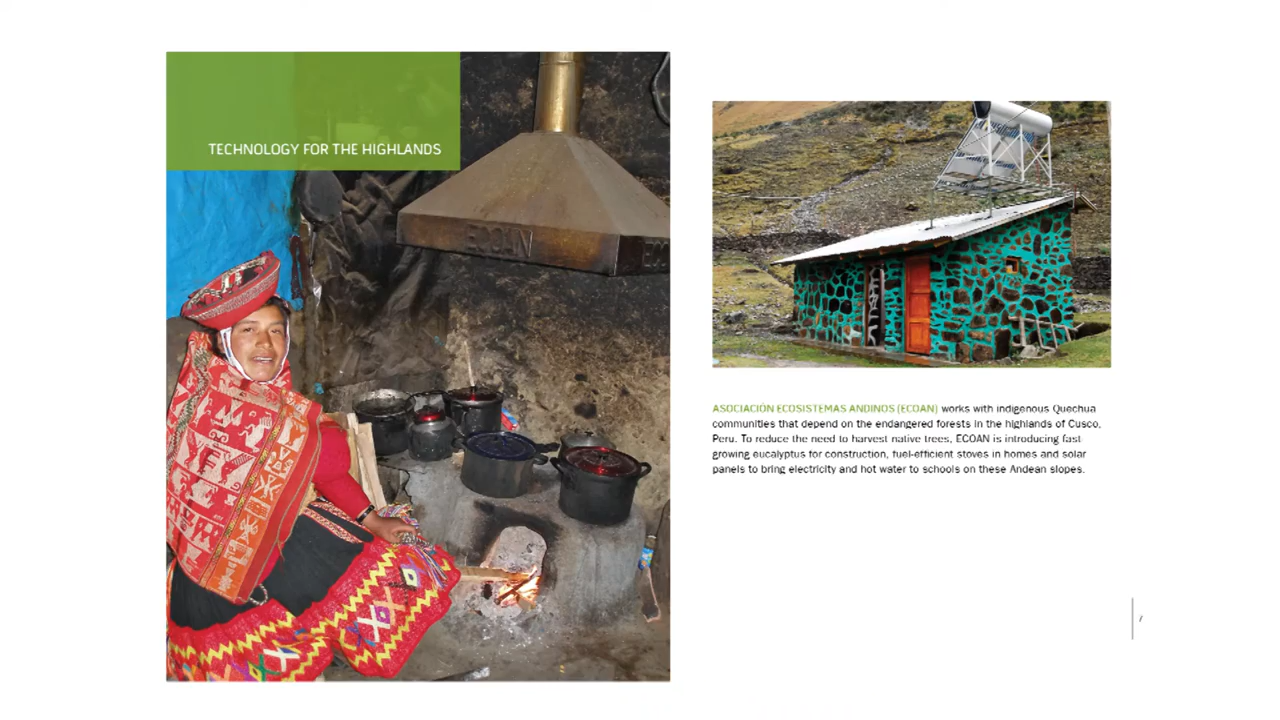 TECHNOLOGY FOR THE HIGHLANDS
ECOAN
ASOCIACIÓN ECOSISTEMAS ANDINOS (ECOAN) works with indigenous Quechua
communities that depend on the endangered forests in the highlands of Cusco,
Peru. To reduce the need to harvest native trees, ECOAN is introducing fast
growing eucalyptus for construction, fuel-efficient stoves in homes and solar
panels to bring electricity and hot water to schools on these Andean slopes.